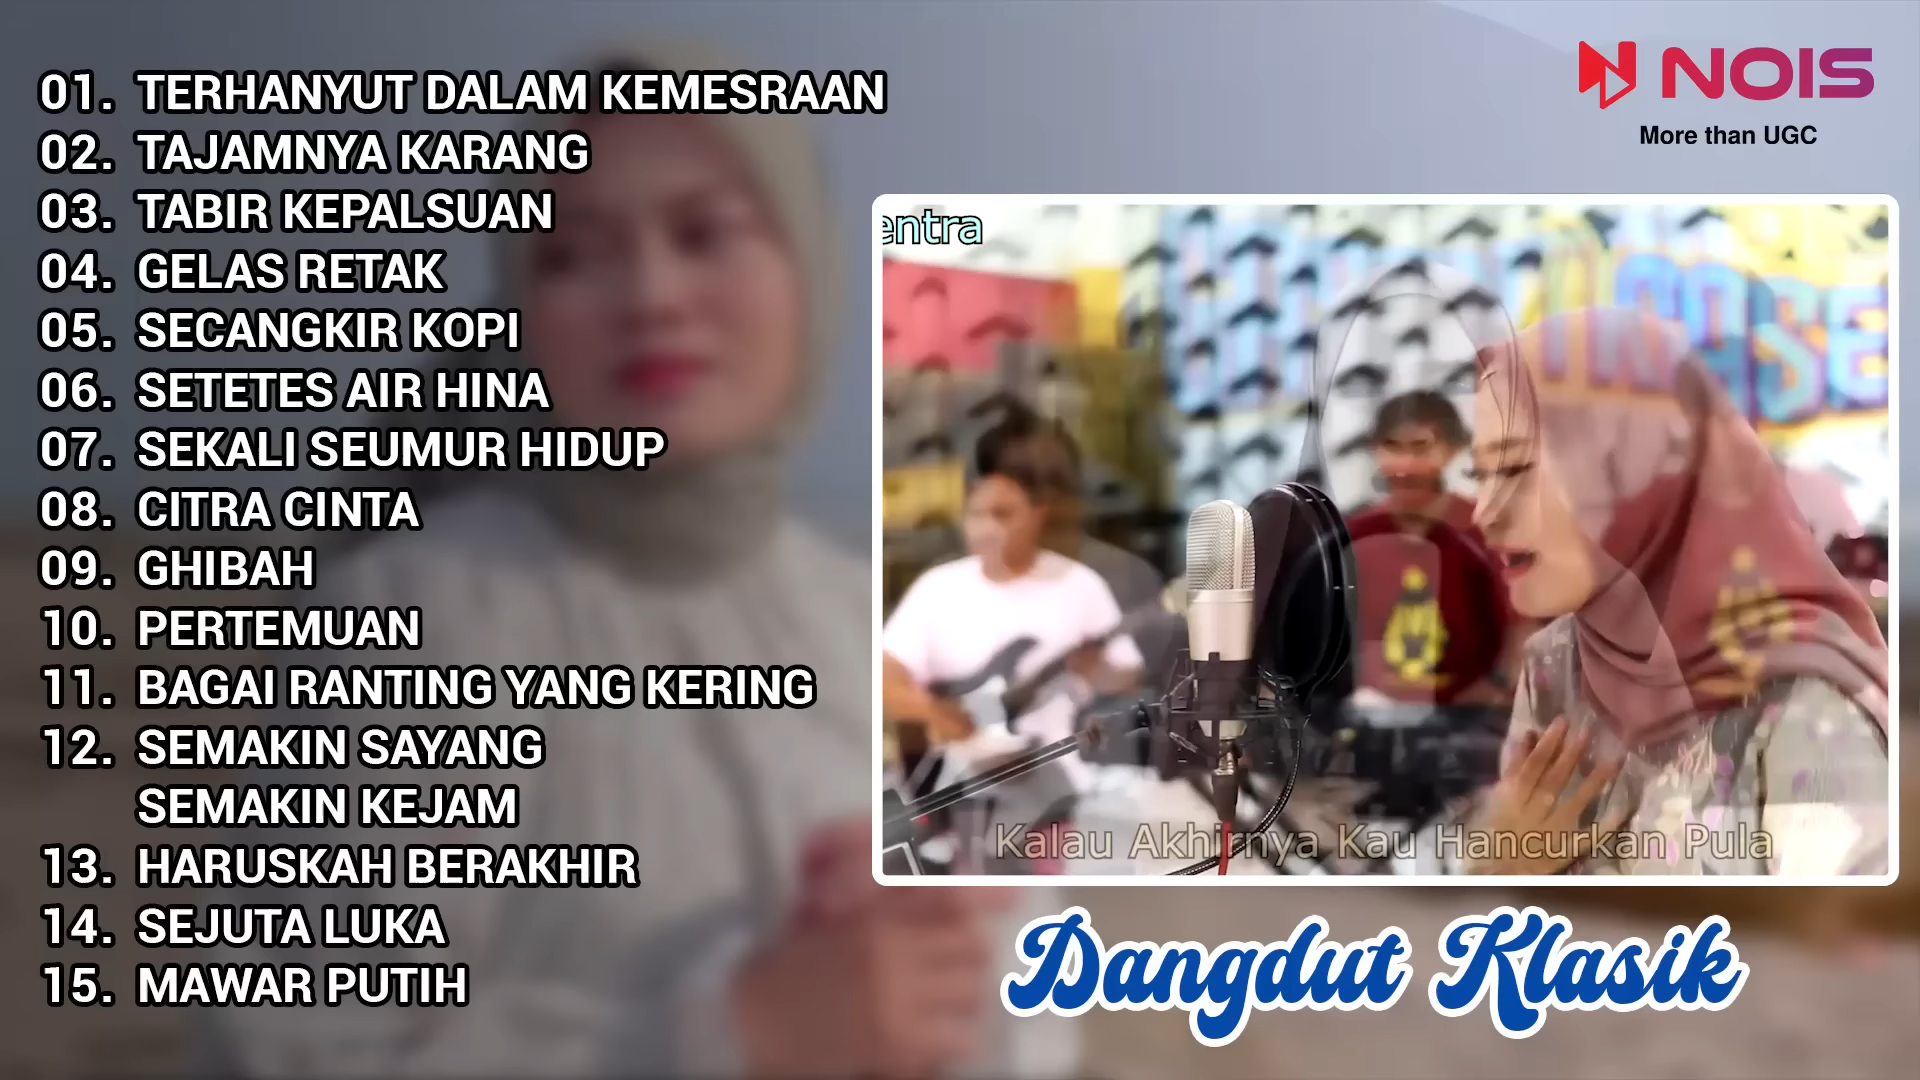 01. TERHANYUT DALAM KEMESRAAN
02. TAJAMNYA KARANG
03. TABIR KEPALSUAN
04. GELAS RETAK
05. SECANGKIR KOPI
06. SETETES AIR HINA
07. SEKALI SEUMUR HIDUP
08. CITRA CINTA
09. GHIBAH
10. PERTEMUAN
11. BAGAI RANTING YANG KERING
12. SEMAKIN SAYANG
SEMAKIN KEJAM
13. HARUSKAH BERAKHIR
14. SEJUTA LUKA
15. MAWAR PUTIH
NOIS
More than UGC
entra
Kalau Akhirnya Kau Hancurkan Pula
Dangdut Klasik